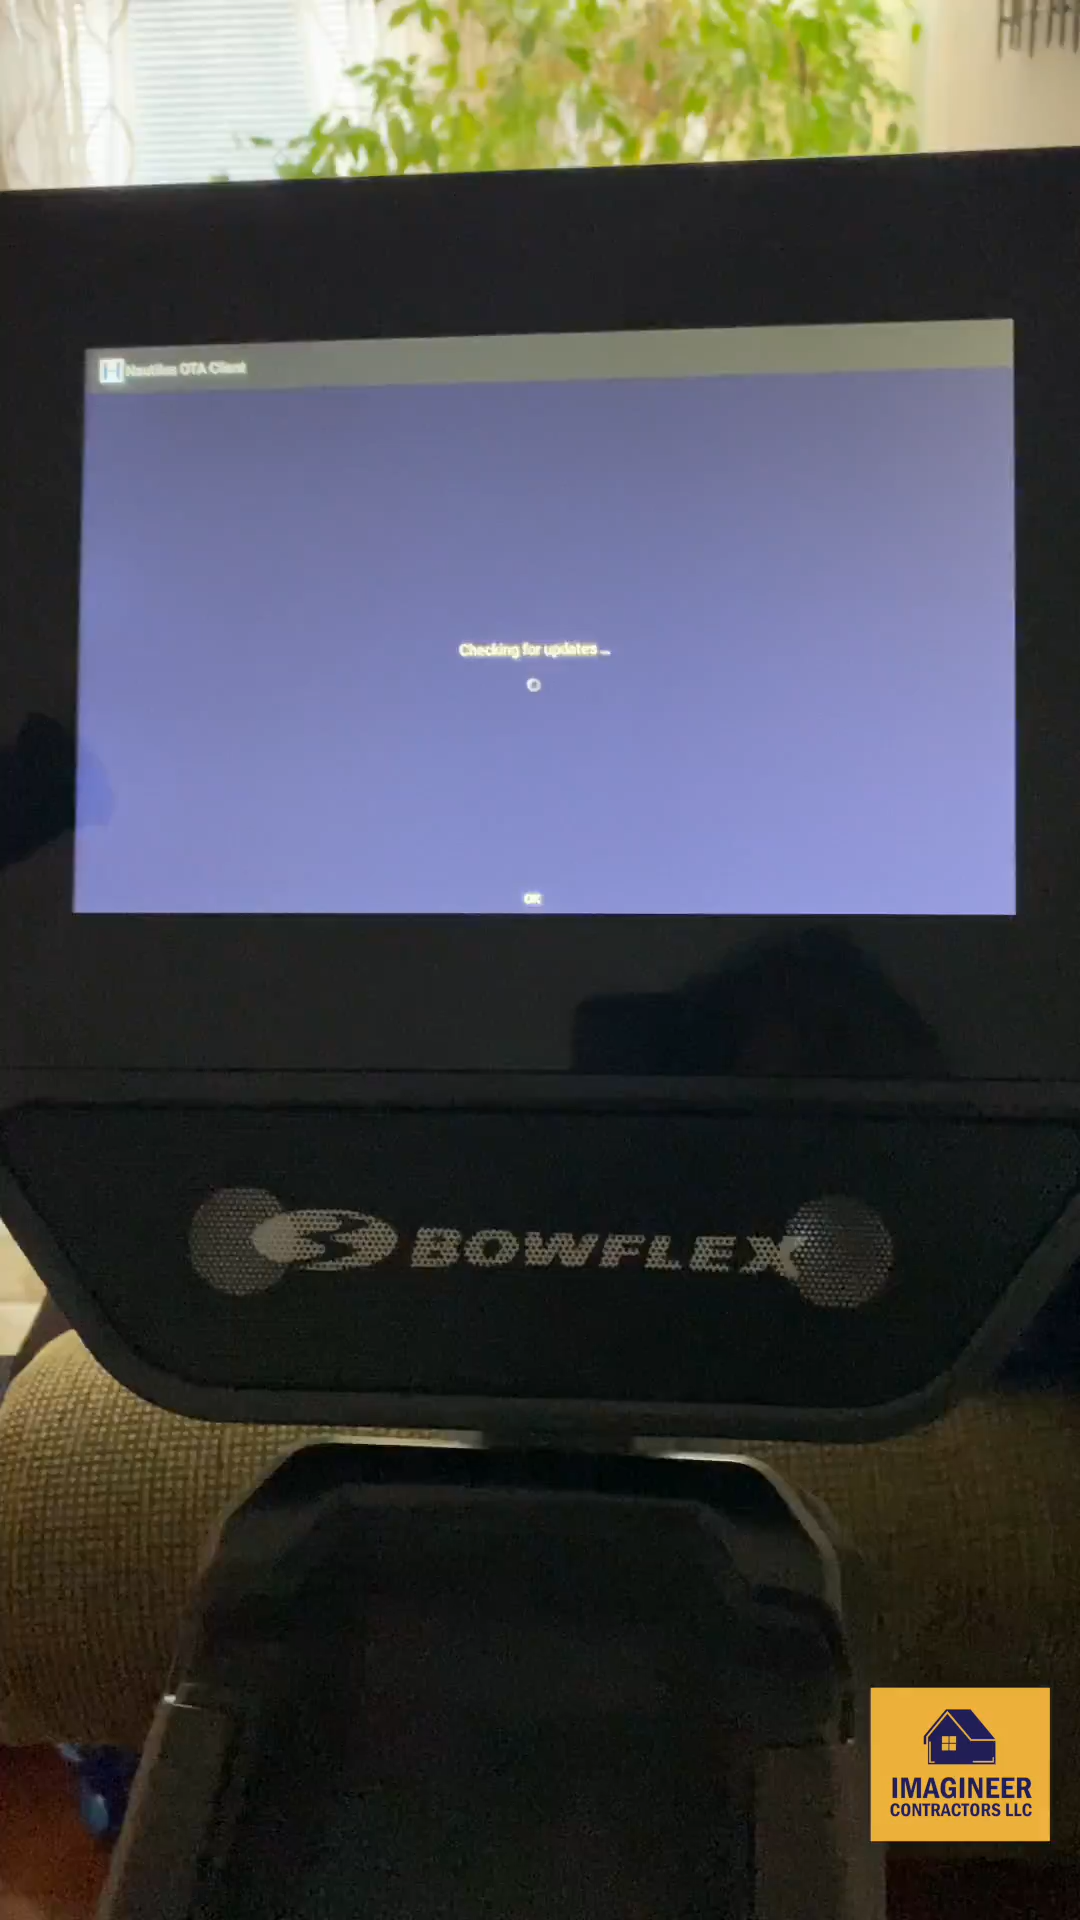 Nautilus OTA Client
Checking for updates ...
OK
BOWFLEX
IMAGINEER
CONTRACTORS LLC